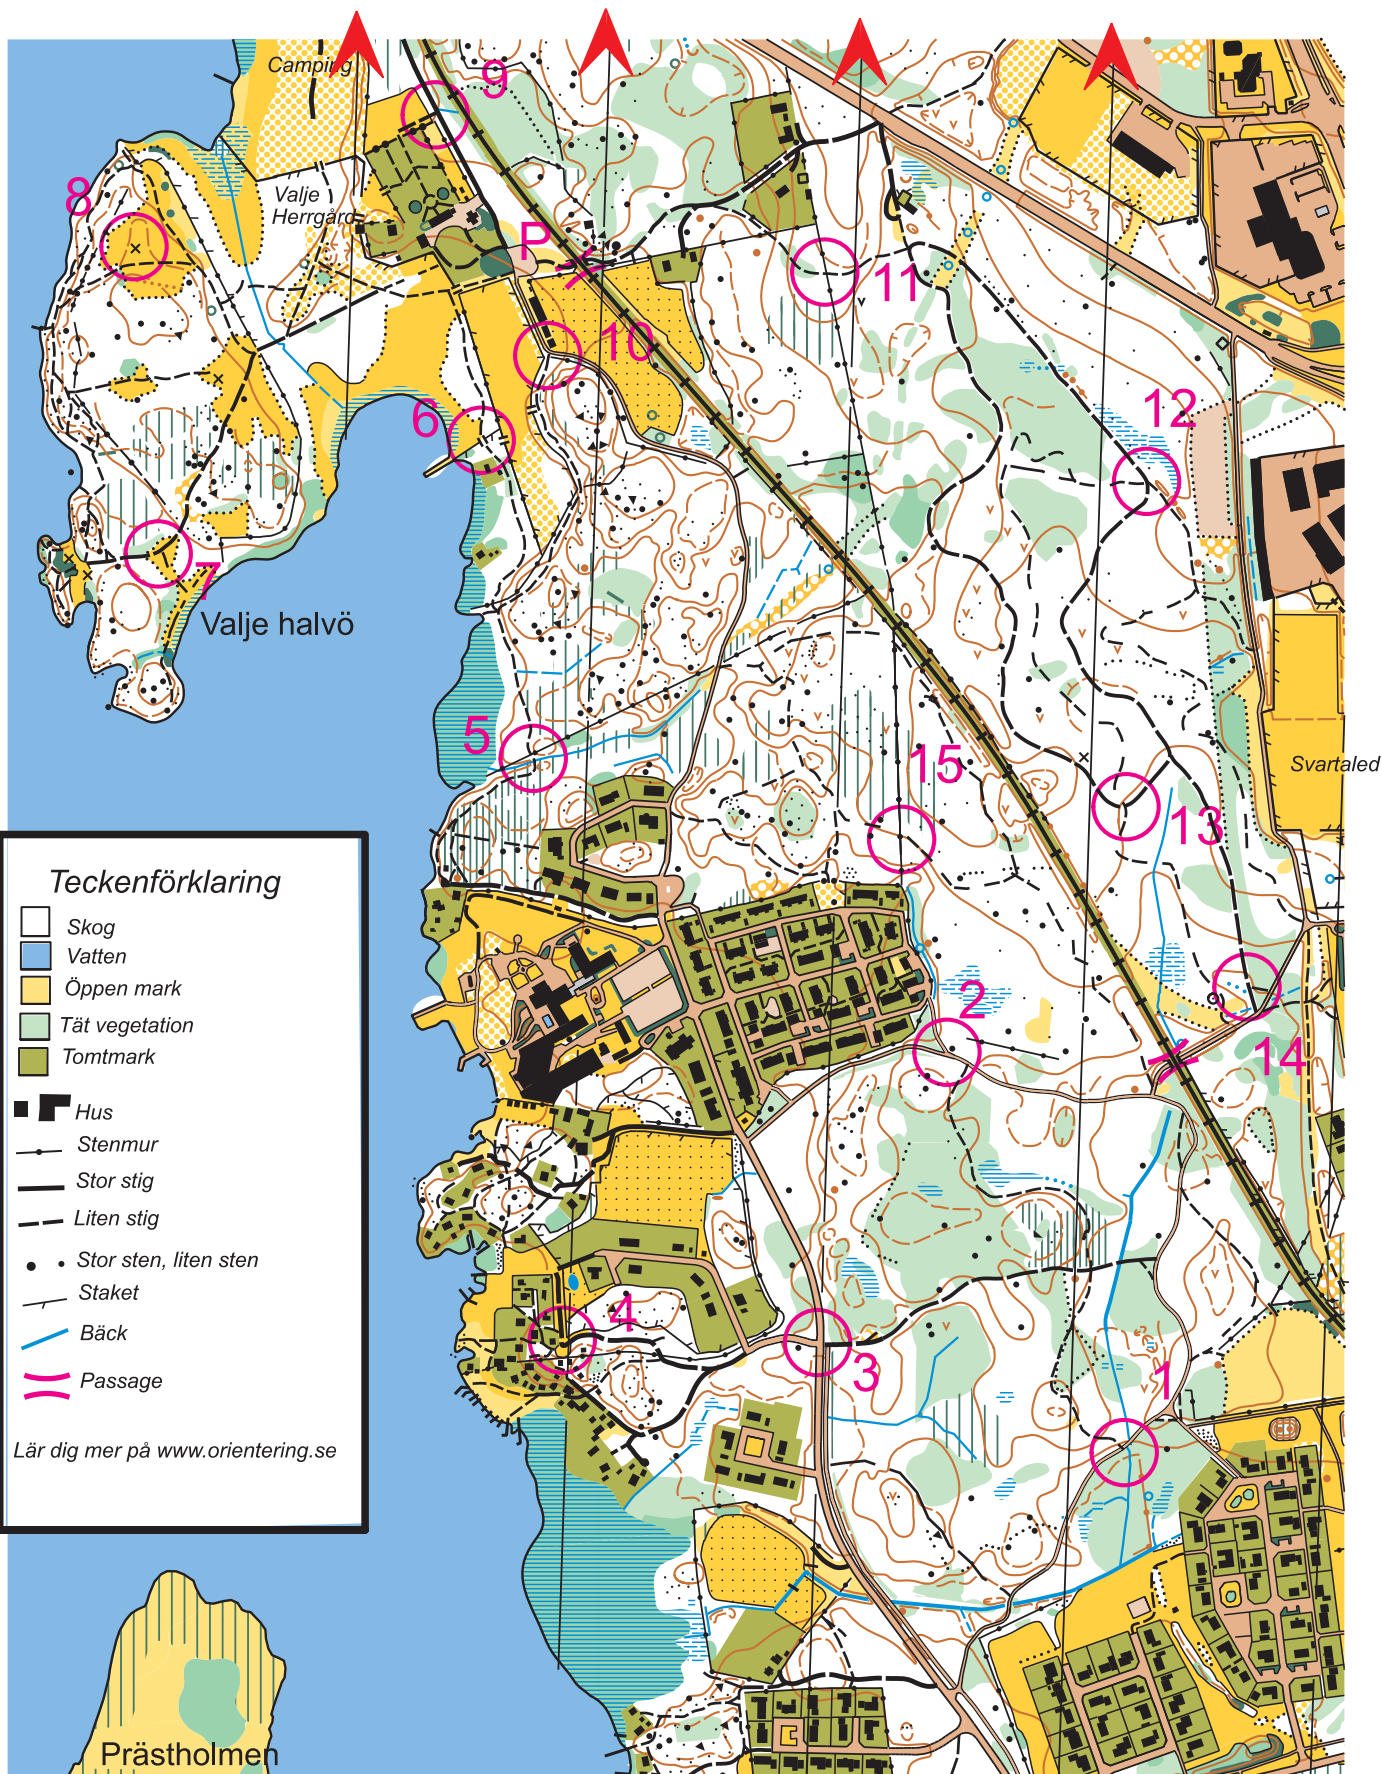 Camping
9
8
Valje
Herrgård
P
11
10
12
6
7
Valje halvö
5
15
Svartaled
13
Teckenförklaring
Skog
Vatten
Öppen mark
Tät vegetation
Tomtmark
Hus
Stenmur
Stor stig
Liten stig
Stor sten, liten sten
Staket
Bäck
Passage
Lär dig mer på www.orientering.se
2
14
4
3
1
Prästholmen